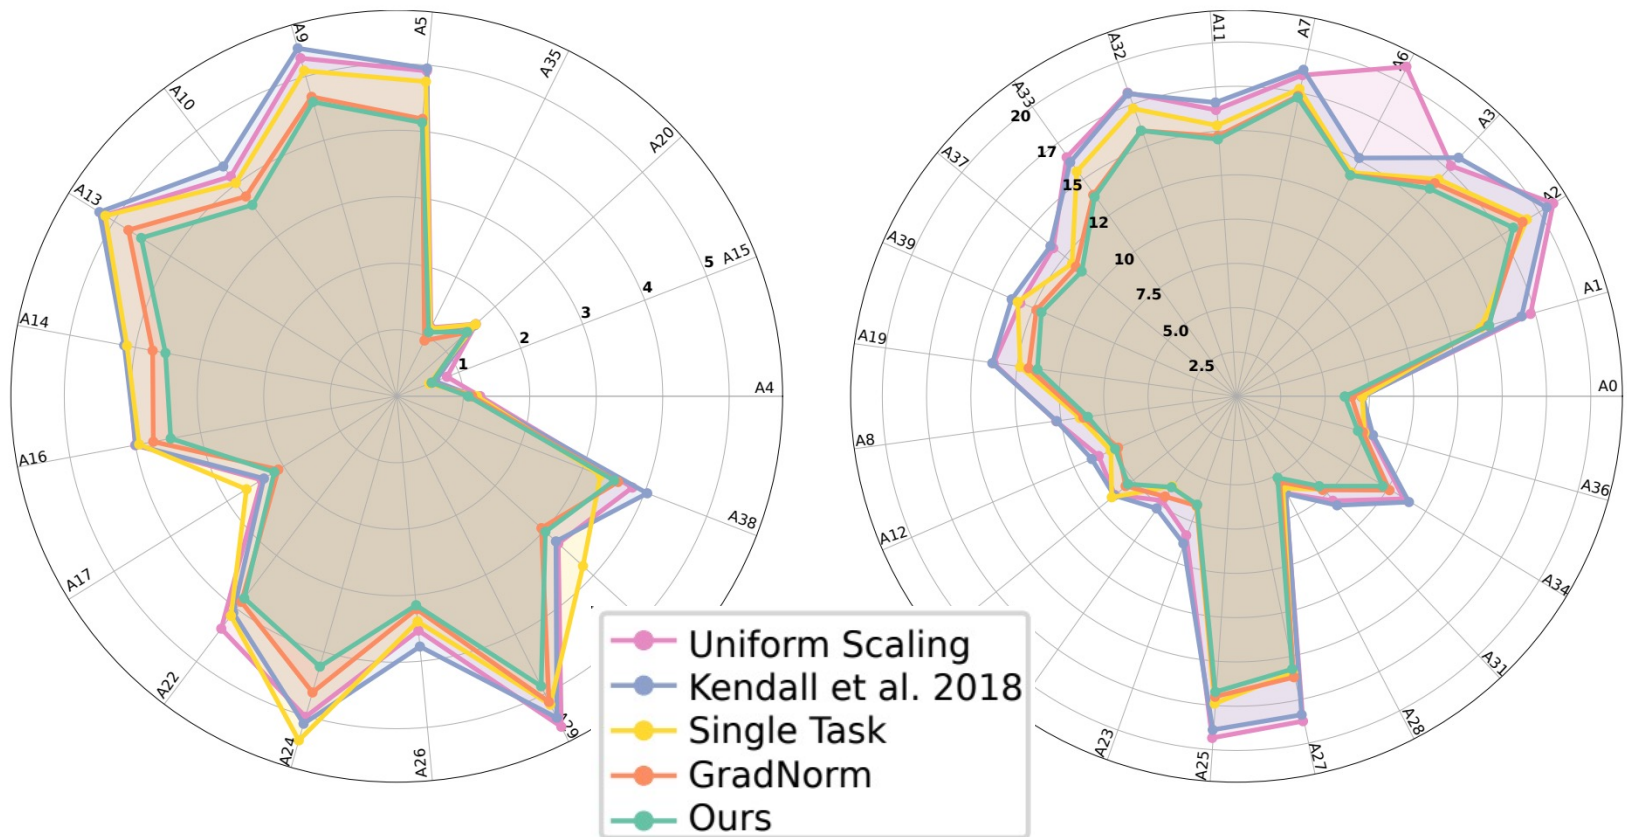 A5
A9
A35
A10
A20
A13
A15
5
4
3
2
1
A14
A4
A16
A38
A17
A22
A24
A26
A29
A11
A7
A32
A6
A33
20
A3
17
A37
15
A2
12
A39
10
7.5
A1
5.0
A19
2.5
A0
A8
A36
A12
A34
A31
A23
A28
A25
A27
Uniform Scaling
Kendall et al. 2018
Single Task
GradNorm
Ours